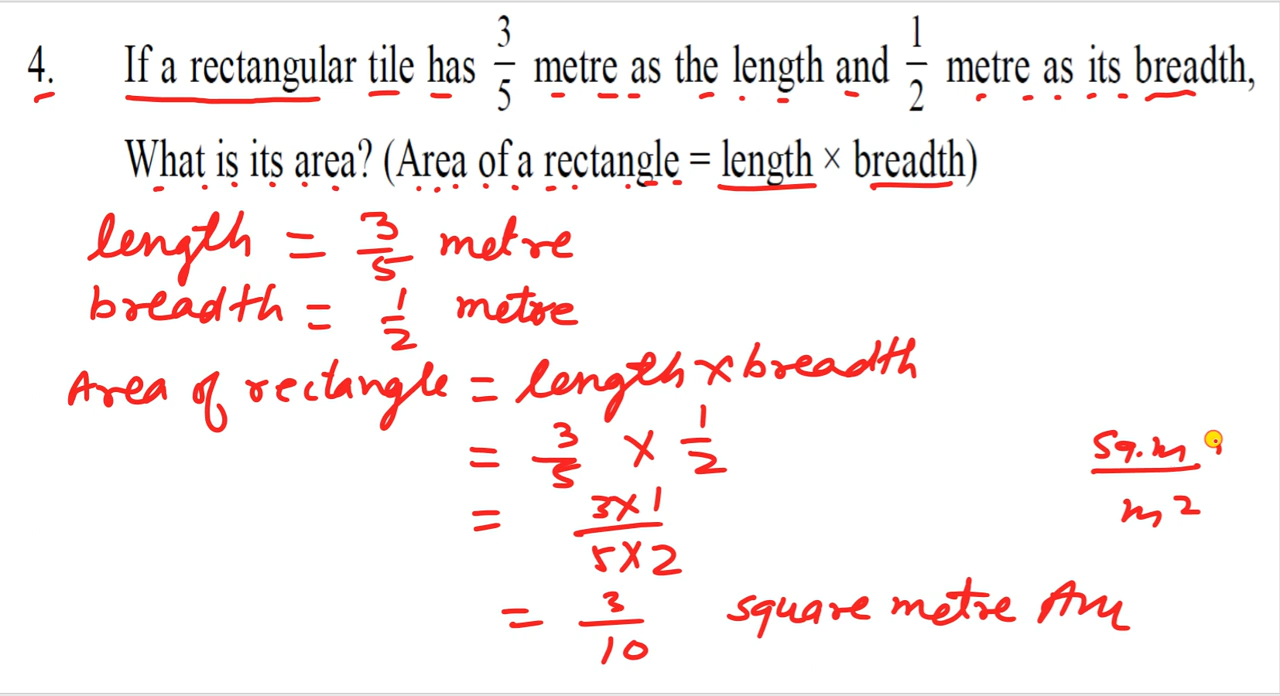 4. If a rectangular tile has 3/5 metre as the length and 1/2 metre as its breadth,
What is its area? (Area of a rectangle = length × breadth)
length = 3/5 metre
breadth = 1/2 metre
Area of rectangle = length × breadth
= 3/5 × 1/2
= 3×1/5×2
= 3/10 square metre Ans
Sq.m
m²